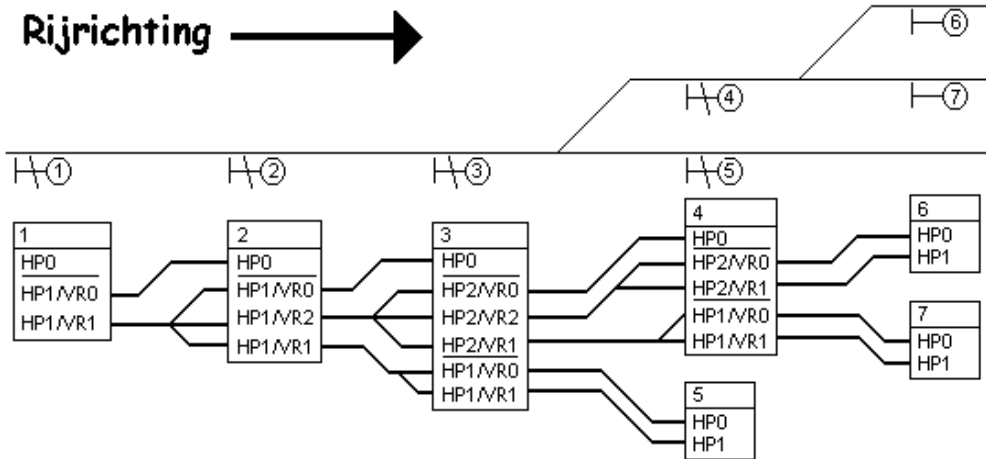 Rijrichting
6
4
7
1
2
3
5
1
HP0
HP1/VR0
HP1/VR1
2
HP0
HP1/VR0
HP1/VR2
HP1/VR1
3
HP0
HP2/VR0
HP2/VR2
HP2/VR1
HP1/VR0
HP1/VR1
4
HP0
HP2/VR0
HP2/VR1
HP1/VR0
HP1/VR1
5
HP0
HP1
6
HP0
HP1
7
HP0
HP1